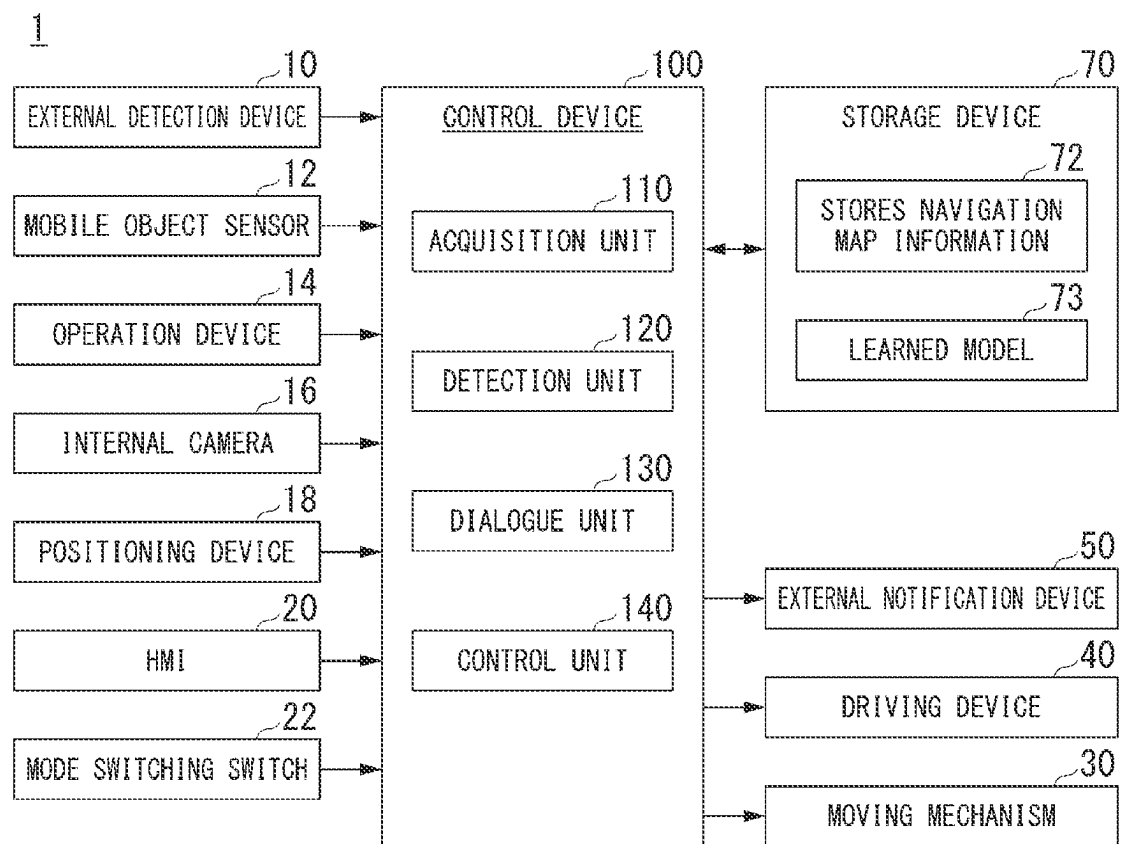 1
10
EXTERNAL DETECTION DEVICE
12
MOBILE OBJECT SENSOR
14
OPERATION DEVICE
16
INTERNAL CAMERA
18
POSITIONING DEVICE
20
HMI
22
MODE SWITCHING SWITCH
100
CONTROL DEVICE
110
ACQUISITION UNIT
120
DETECTION UNIT
130
DIALOGUE UNIT
140
CONTROL UNIT
70
STORAGE DEVICE
72
STORES NAVIGATION
MAP INFORMATION
73
LEARNED MODEL
50
EXTERNAL NOTIFICATION DEVICE
40
DRIVING DEVICE
30
MOVING MECHANISM